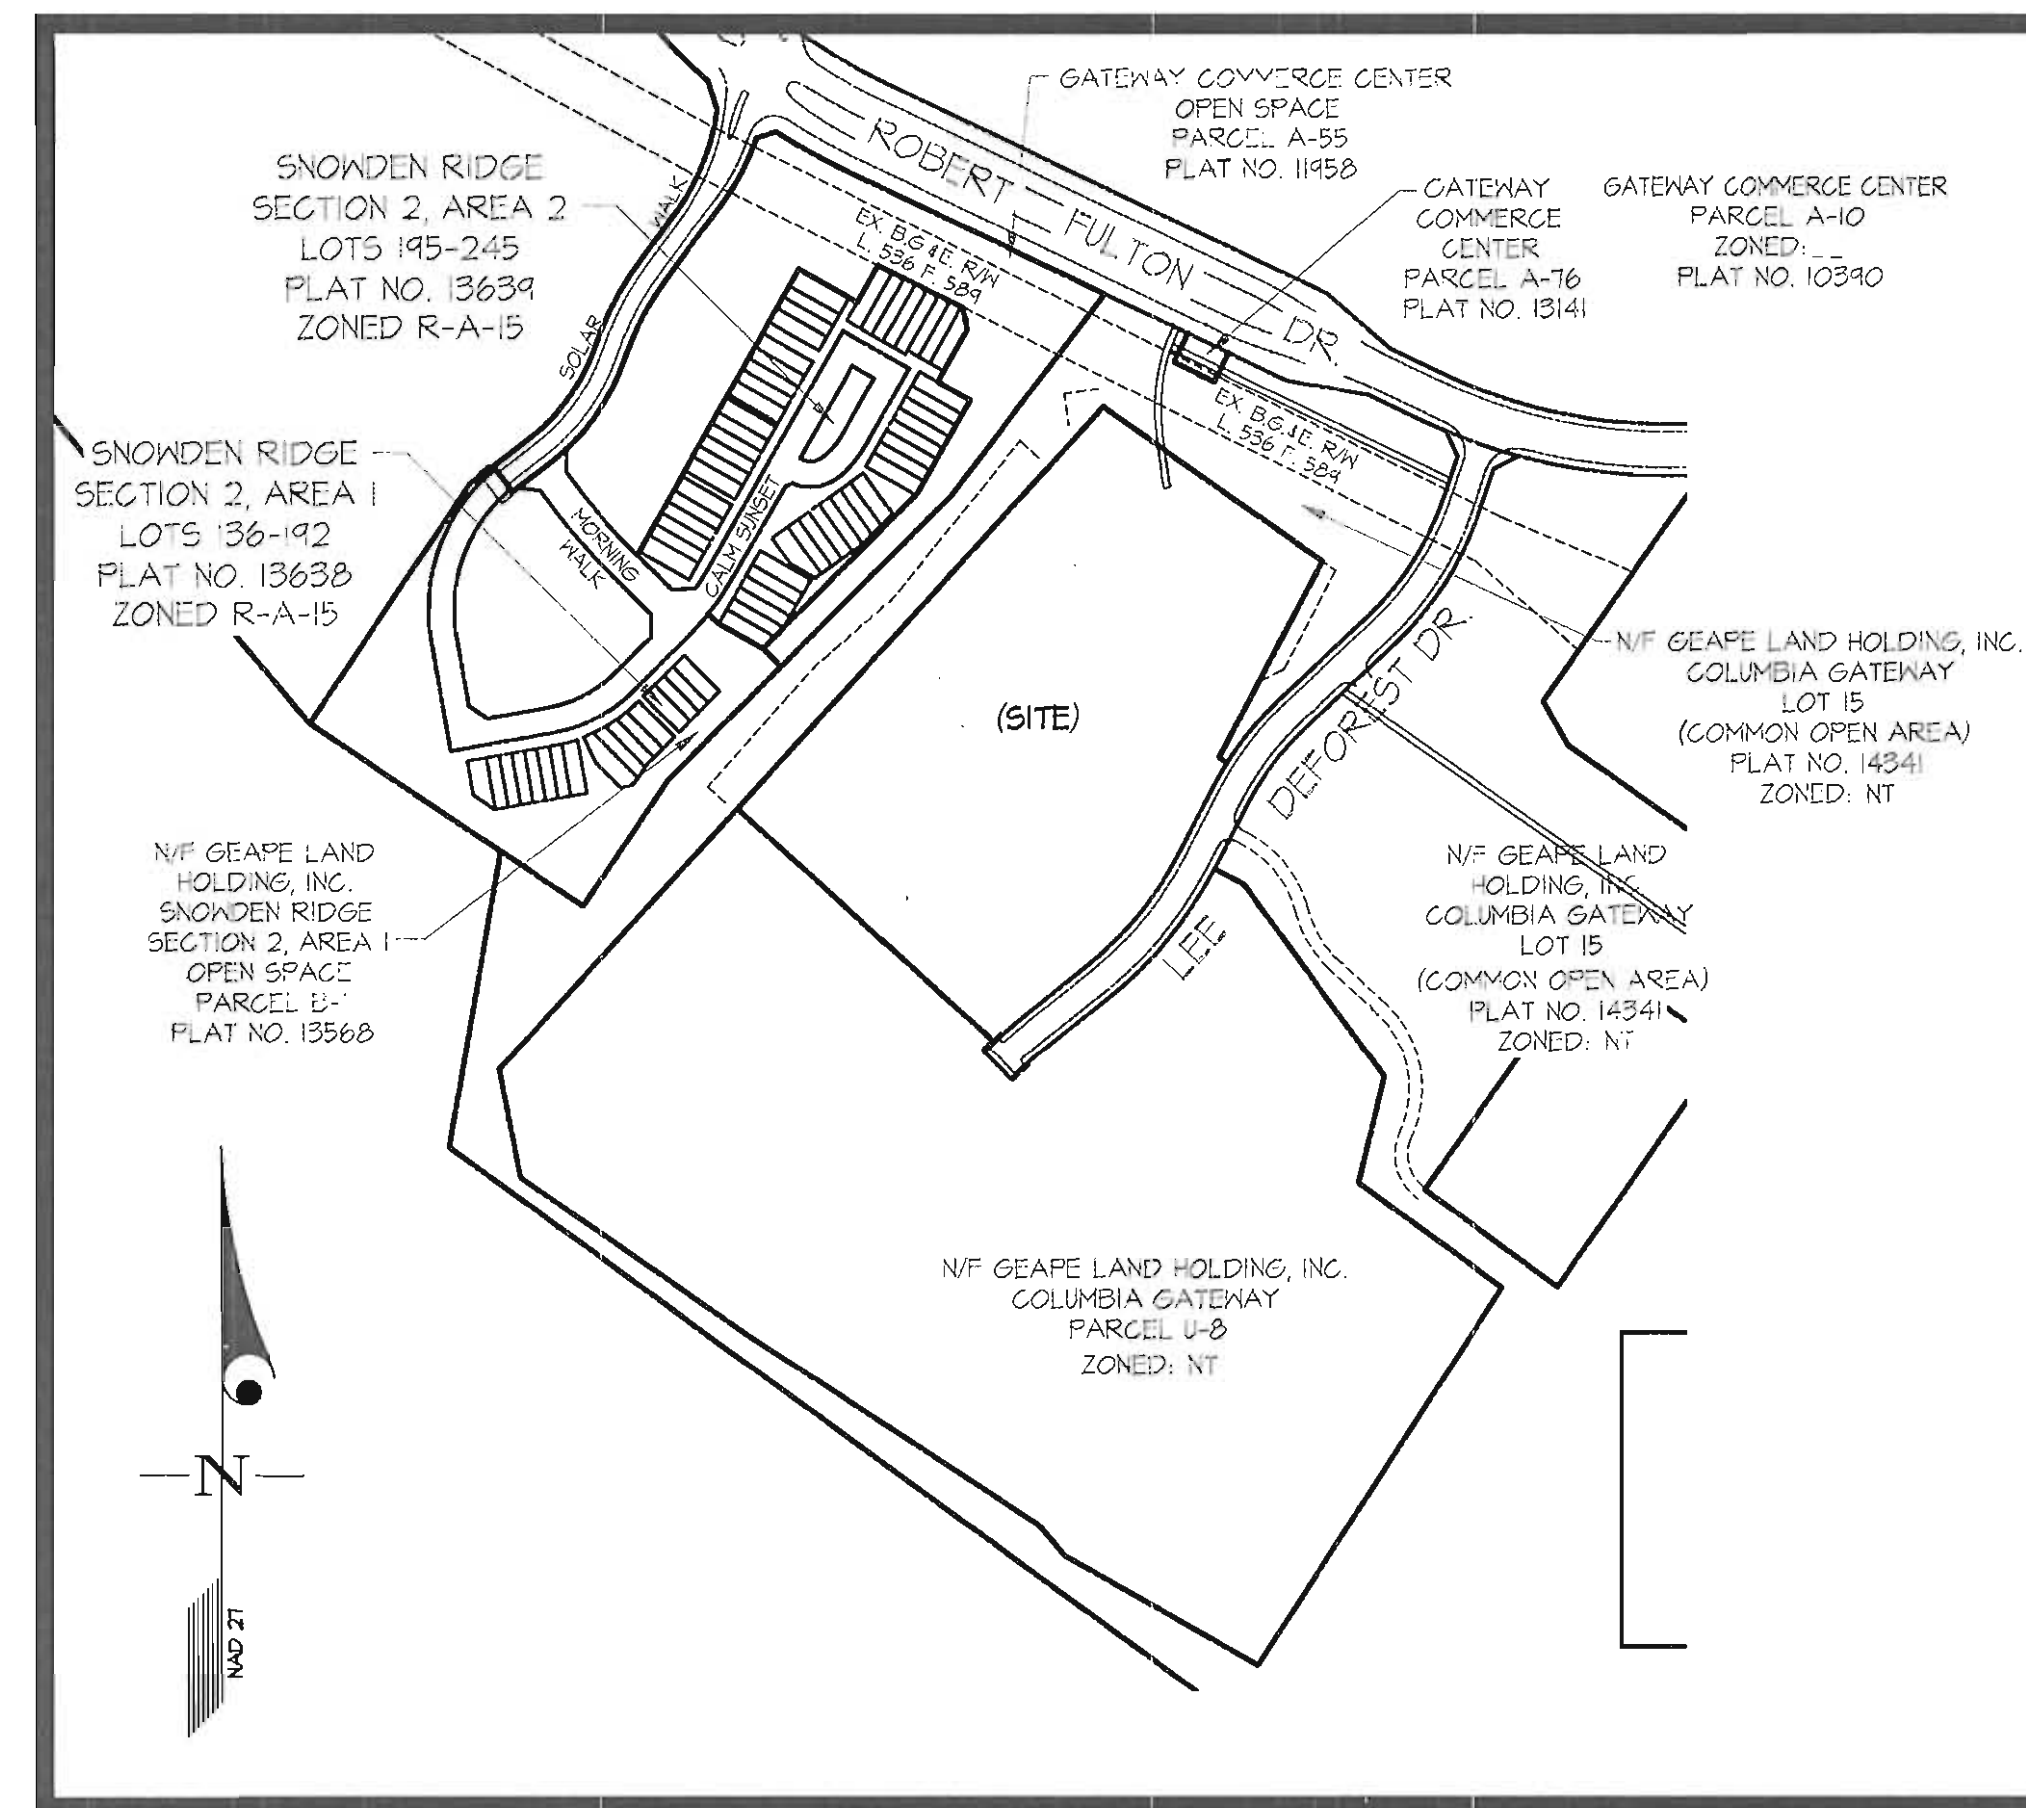 GATEWAY COMMERCE CENTER
OPEN SPACE
PARCEL A-55
PLAT NO. 11958
SNOWDEN RIDGE
SECTION 2, AREA 2
LOTS 195-245
PLAT NO. 13639
ZONED R-A-15
GATEWAY
COMMERCE
CENTER
PARCEL A-76
PLAT NO. 13141
GATEWAY COMMERCE CENTER
PARCEL A-10
ZONED:__
PLAT NO. 10390
ROBERT FULTON DR.
EX. B.G.&E. R/W
L. 536 F. 589
SOLAR WALK
EX. B.G.&E. R/W
L. 536 F. 589
SNOWDEN RIDGE
SECTION 2, AREA 1
LOTS 136-192
PLAT NO. 13638
ZONED R-A-15
MORNING
WALK
CALM SUNSET
N/F GEAPE LAND HOLDING, INC.
COLUMBIA GATEWAY
LOT 15
(COMMON OPEN AREA)
PLAT NO. 14341
ZONED: NT
(SITE)
LEE DEFOREST DR.
N/F GEAPE LAND
HOLDING, INC.
SNOWDEN RIDGE
SECTION 2, AREA 1
OPEN SPACE
PARCEL
PLAT NO. 13568
N/F GEAPE LAND
HOLDING, INC.
COLUMBIA GATEWAY
LOT 15
(COMMON OPEN AREA)
PLAT NO. 14341
ZONED: NT
N/F GEAPE LAND HOLDING, INC.
COLUMBIA GATEWAY
PARCEL U-8
ZONED: NT
N
NAD 27